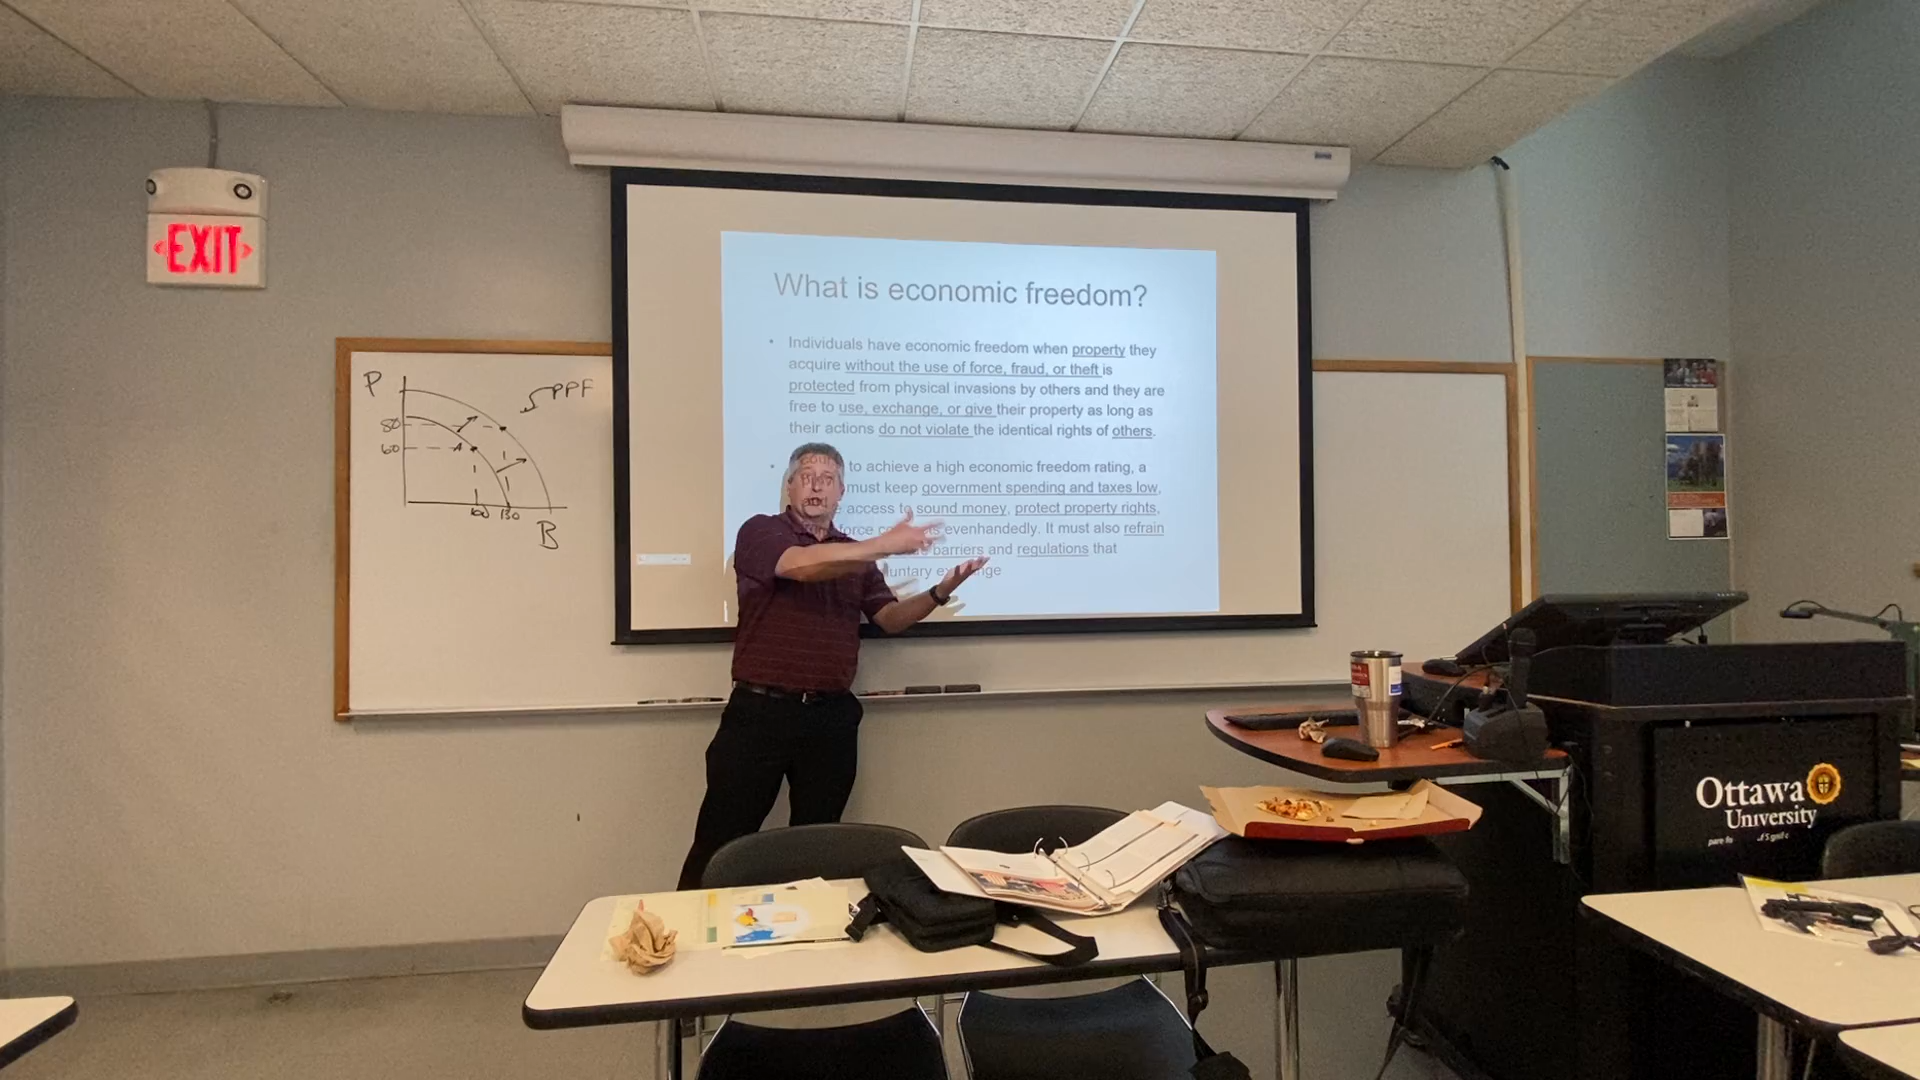 EXIT
What is economic freedom?
• Individuals have economic freedom when property they
acquire without the use of force, fraud, or theft is
protected from physical invasions by others and they are
free to use, exchange, or give their property as long as
their actions do not violate the identical rights of others.
• to achieve a high economic freedom rating, a
must keep government spending and taxes low,
access to sound money, protect property rights,
evenhandedly. It must also refrain
barriers and regulations that
P
PPF
80
60
A
100 130
B
Ottawa
University